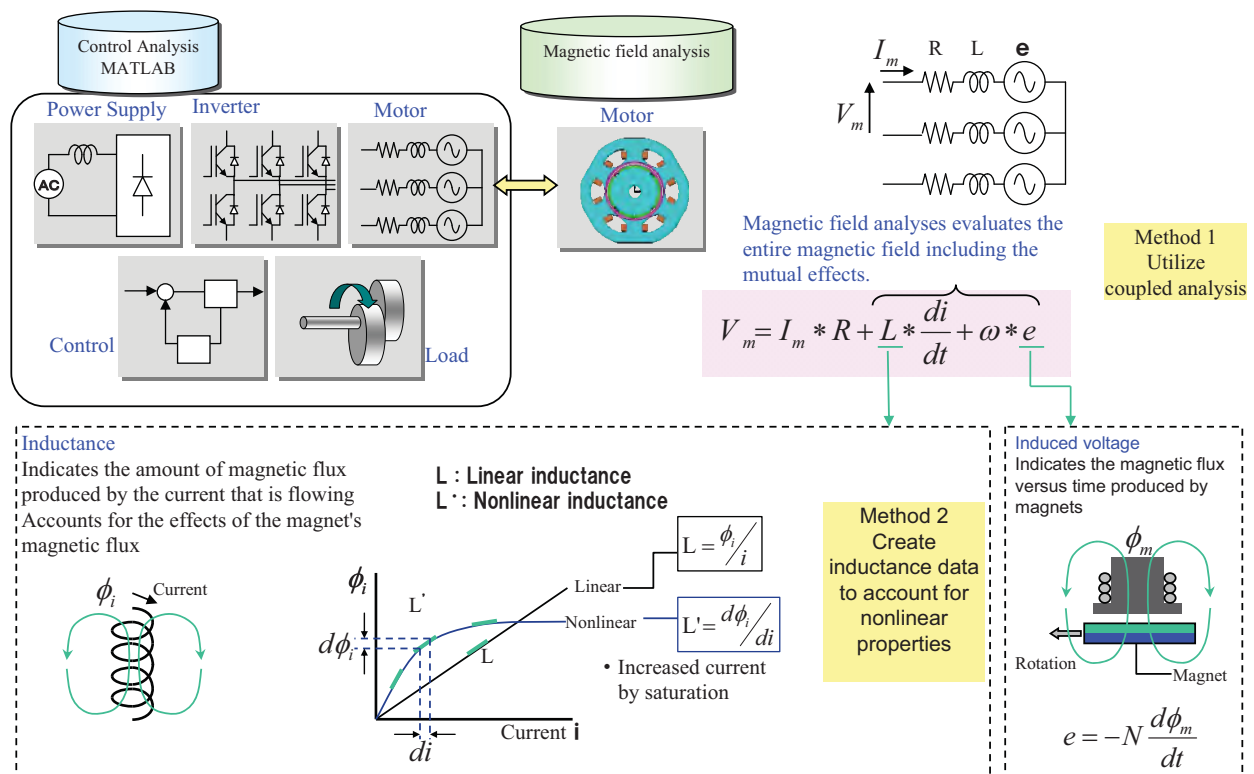 Control Analysis
MATLAB
Magnetic field analysis
Power Supply
Inverter
Motor
AC
Control
Load
Motor
I_m
R
L
e
V_m
Magnetic field analyses evaluates the
entire magnetic field including the
mutual effects.
Method 1
Utilize
coupled analysis
V_m = I_m * R + L * di/dt + ω * e
Inductance
Indicates the amount of magnetic flux
produced by the current that is flowing
Accounts for the effects of the magnet's
magnetic flux
L : Linear inductance
L': Nonlinear inductance
ϕ_i
Current
ϕ_i
L'
dϕ_i
L
di
Current i
Linear
L = ϕ_i/i
Nonlinear
L' = dϕ_i/di
• Increased current
by saturation
Method 2
Create
inductance data
to account for
nonlinear
properties
Induced voltage
Indicates the magnetic flux
versus time produced by
magnets
ϕ_m
Rotation
Magnet
e = −N dϕ_m/dt